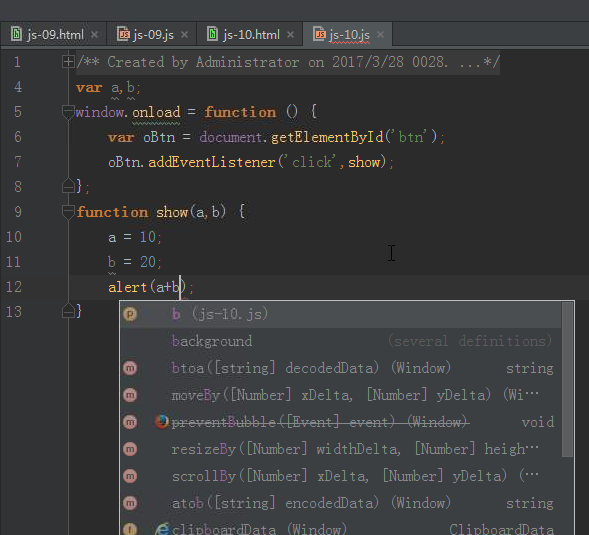 js-09.html × js-09.js × js-10.html × js-10.js ×
1 /** Created by Administrator on 2017/3/28 0028. ...*/
4 var a,b;
5 window.onload = function () {
6 var oBtn = document.getElementById('btn');
7 oBtn.addEventListener('click',show);
8 };
9 function show(a,b) {
10 a = 10;
11 b = 20;
12 alert(a+b);
13 }
p b (js-10.js)
background (several definitions)
m btoa([string] decodedData) (Window) string
m moveBy([Number] xDelta, [Number] yDelta) (Wi…
m preventBubble([Event] event) (Window) void
m resizeBy([Number] widthDelta, [Number] heigh…
m scrollBy([Number] xDelta, [Number] yDelta) (…
m atob([string] encodedData) (Window) string
f clipboardData (Window) ClipboardData